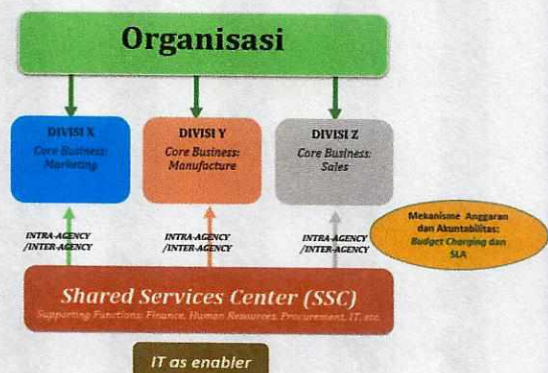 Organisasi
DIVISI X
Core Business:
Marketing
DIVISI Y
Core Business:
Manufacture
DIVISI Z
Core Business:
Sales
INTRA-AGENCY
/INTER-AGENCY
INTRA-AGENCY
/INTER-AGENCY
INTRA-AGENCY
/INTER-AGENCY
Mekanisme Anggaran
dan Akuntabilitas:
Budget Charging dan
SLA
Shared Services Center (SSC)
Supporting Functions: Finance, Human Resources, Procurement, IT, etc.
IT as enabler